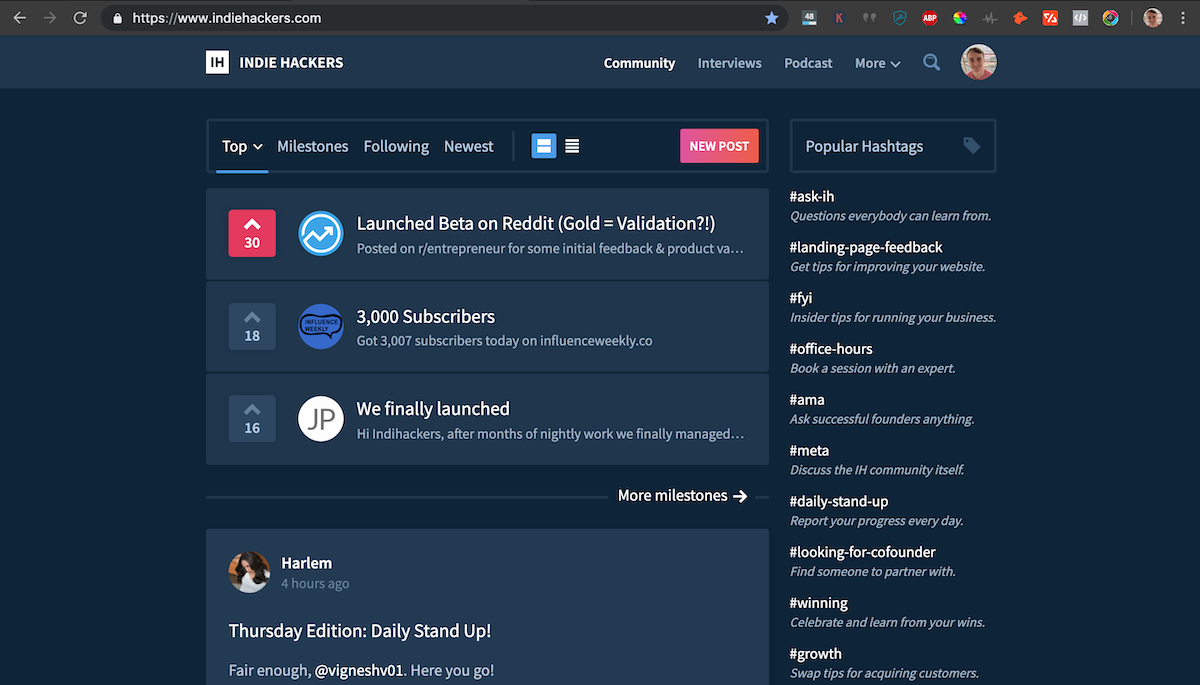 https://www.indiehackers.com
48
K
ABP
IH INDIE HACKERS
Community Interviews Podcast More
Top Milestones Following Newest
NEW POST
30
Launched Beta on Reddit (Gold = Validation?!)
Posted on r/entrepreneur for some initial feedback & product va…
18
INFLUENCE
WEEKLY
3,000 Subscribers
Got 3,007 subscribers today on influenceweekly.co
16
JP
We finally launched
Hi Indihackers, after months of nightly work we finally managed…
More milestones
Harlem
4 hours ago
Thursday Edition: Daily Stand Up!
Fair enough, @vigneshv01. Here you go!
Popular Hashtags
#ask-ih
Questions everybody can learn from.
#landing-page-feedback
Get tips for improving your website.
#fyi
Insider tips for running your business.
#office-hours
Book a session with an expert.
#ama
Ask successful founders anything.
#meta
Discuss the IH community itself.
#daily-stand-up
Report your progress every day.
#looking-for-cofounder
Find someone to partner with.
#winning
Celebrate and learn from your wins.
#growth
Swap tips for acquiring customers.